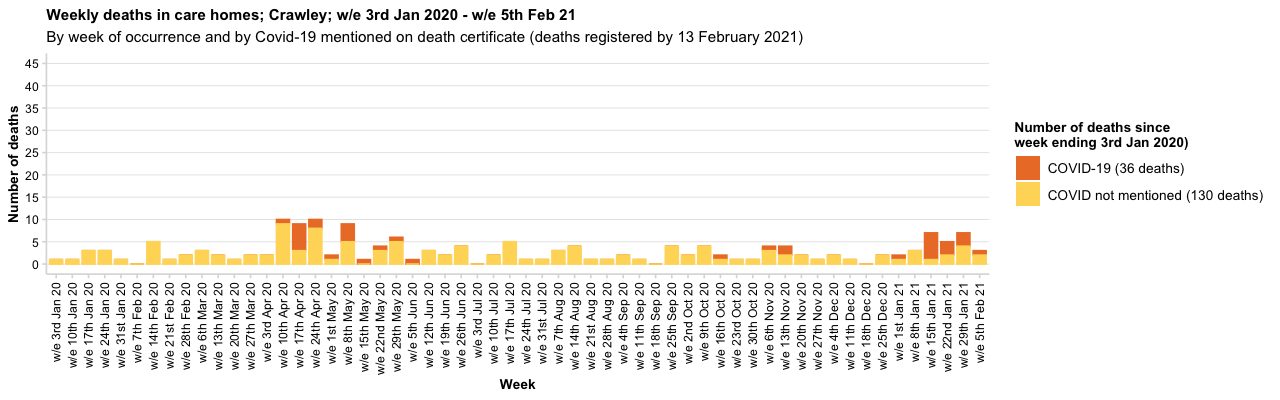 Weekly deaths in care homes; Crawley; w/e 3rd Jan 2020 - w/e 5th Feb 21
By week of occurrence and by Covid-19 mentioned on death certificate (deaths registered by 13 February 2021)
Number of deaths
45
40
35
30
25
20
15
10
5
0
w/e 3rd Jan 20
w/e 10th Jan 20
w/e 17th Jan 20
w/e 24th Jan 20
w/e 31st Jan 20
w/e 7th Feb 20
w/e 14th Feb 20
w/e 21st Feb 20
w/e 28th Feb 20
w/e 6th Mar 20
w/e 13th Mar 20
w/e 20th Mar 20
w/e 27th Mar 20
w/e 3rd Apr 20
w/e 10th Apr 20
w/e 17th Apr 20
w/e 24th Apr 20
w/e 1st May 20
w/e 8th May 20
w/e 15th May 20
w/e 22nd May 20
w/e 29th May 20
w/e 5th Jun 20
w/e 12th Jun 20
w/e 19th Jun 20
w/e 26th Jun 20
w/e 3rd Jul 20
w/e 10th Jul 20
w/e 17th Jul 20
w/e 24th Jul 20
w/e 31st Jul 20
w/e 7th Aug 20
w/e 14th Aug 20
w/e 21st Aug 20
w/e 28th Aug 20
w/e 4th Sep 20
w/e 11th Sep 20
w/e 18th Sep 20
w/e 25th Sep 20
w/e 2nd Oct 20
w/e 9th Oct 20
w/e 16th Oct 20
w/e 23rd Oct 20
w/e 30th Oct 20
w/e 6th Nov 20
w/e 13th Nov 20
w/e 20th Nov 20
w/e 27th Nov 20
w/e 4th Dec 20
w/e 11th Dec 20
w/e 18th Dec 20
w/e 25th Dec 20
w/e 1st Jan 21
w/e 8th Jan 21
w/e 15th Jan 21
w/e 22nd Jan 21
w/e 29th Jan 21
w/e 5th Feb 21
Week
Number of deaths since
week ending 3rd Jan 2020)
COVID-19 (36 deaths)
COVID not mentioned (130 deaths)